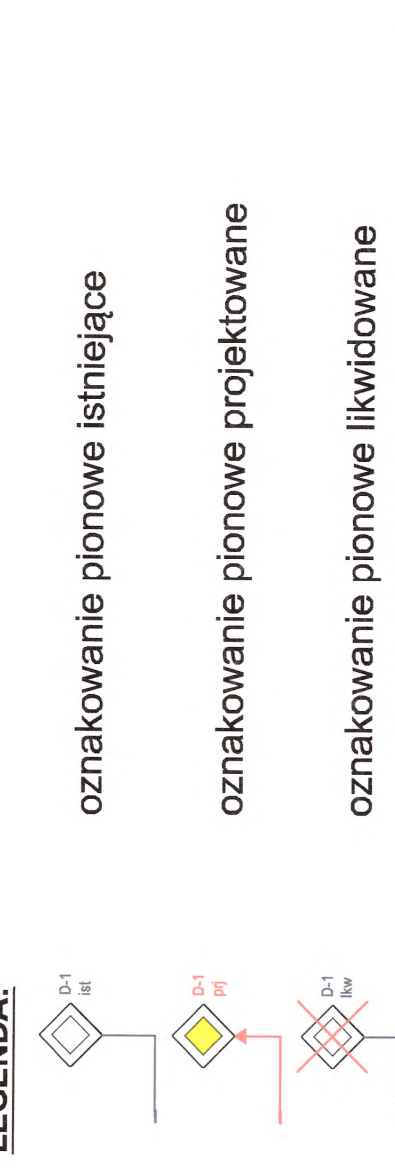 LEGENDA:
D-1
ist
oznakowanie pionowe istniejące
D-1
prj
oznakowanie pionowe projektowane
D-1
lkw
oznakowanie pionowe likwidowane